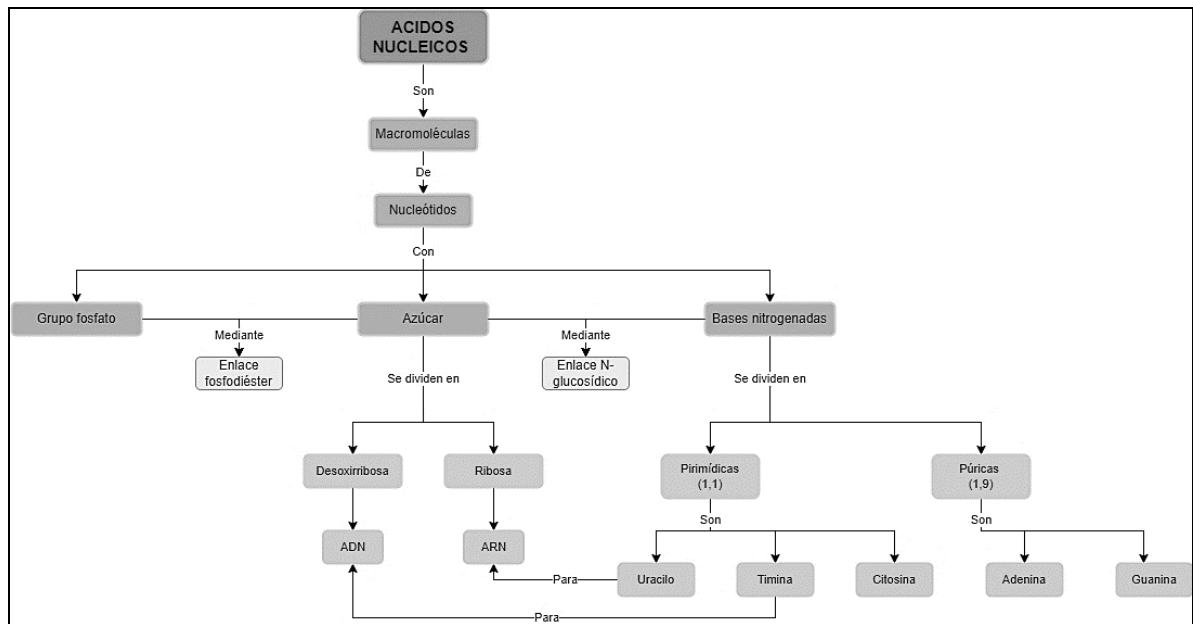 ACIDOS
NUCLEICOS
Son
Macromoléculas
De
Nucleótidos
Con
Grupo fosfato
Azúcar
Bases nitrogenadas
Mediante
Mediante
Enlace
fosfodiéster
Enlace N-
glucosídico
Se dividen en
Se dividen en
Desoxirribosa
Ribosa
Pirimídicas
(1,1)
Púricas
(1,9)
Son
Son
ADN
ARN
Uracilo
Timina
Citosina
Adenina
Guanina
Para
Para